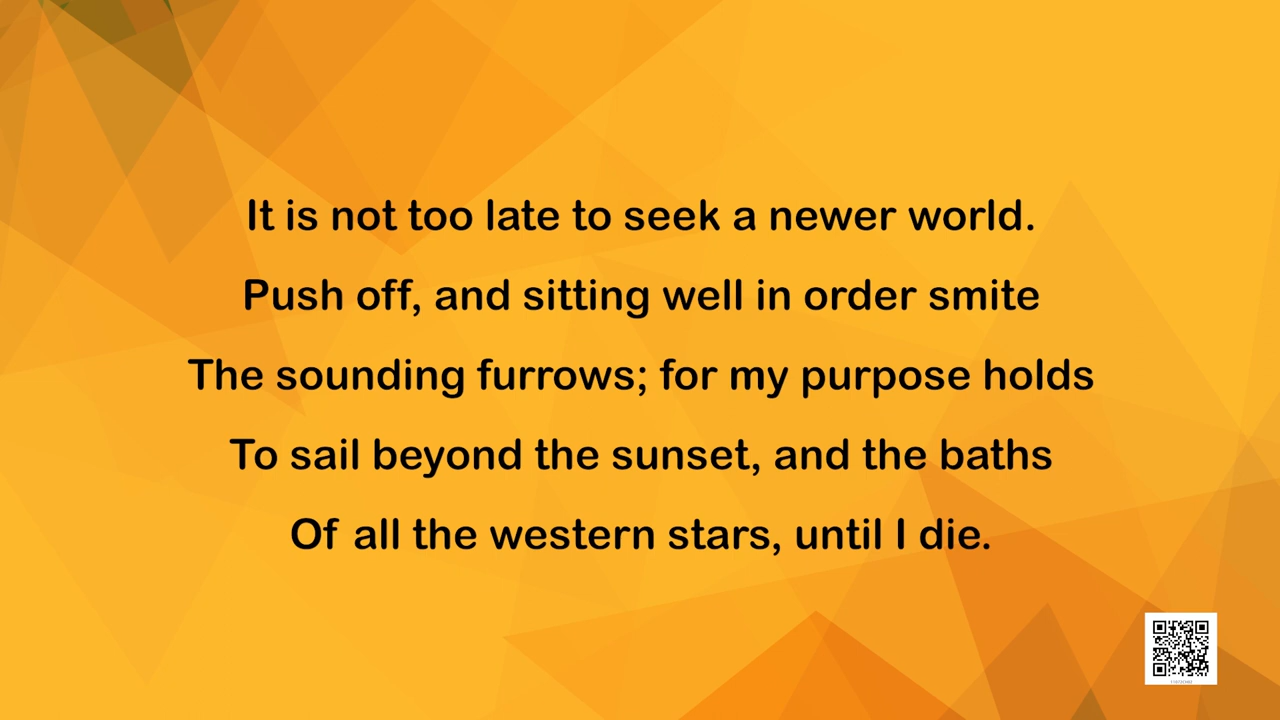 It is not too late to seek a newer world.
Push off, and sitting well in order smite
The sounding furrows; for my purpose holds
To sail beyond the sunset, and the baths
Of all the western stars, until I die.